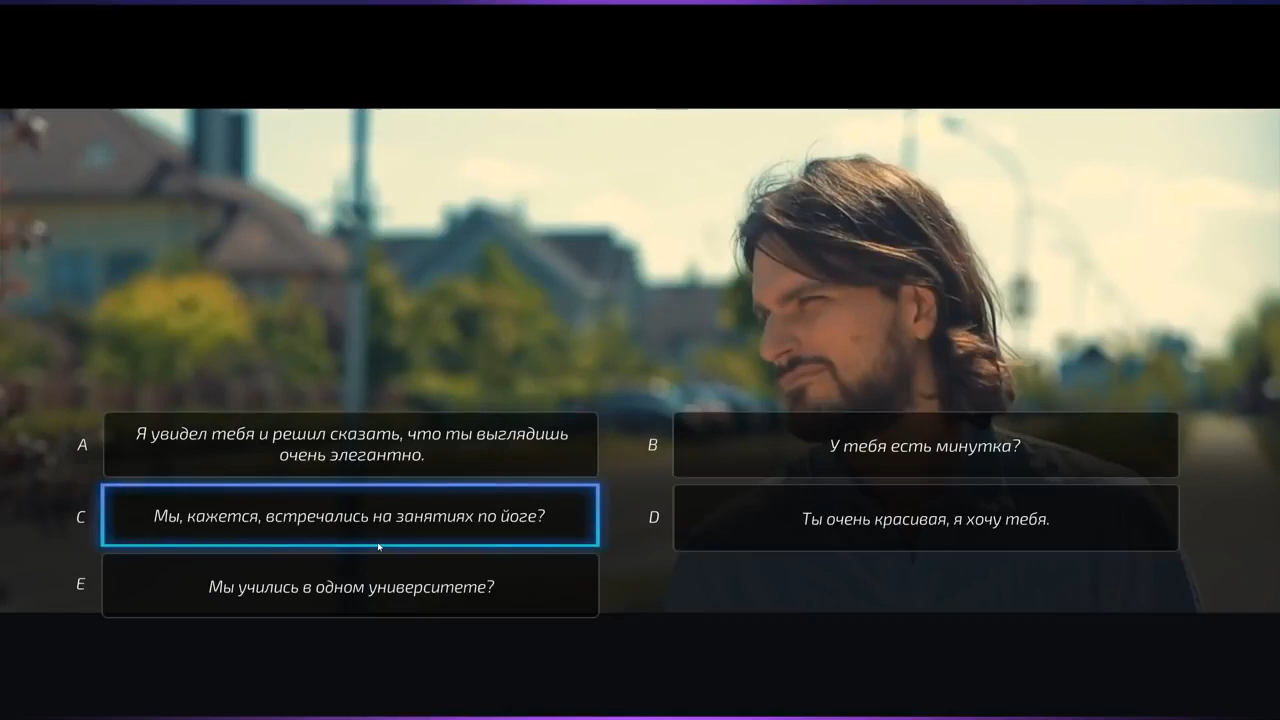 A
Я увидел тебя и решил сказать, что ты выглядишь
очень элегантно.
B
У тебя есть минутка?
C
Мы, кажется, встречались на занятиях по йоге?
D
Ты очень красивая, я хочу тебя.
E
Мы учились в одном университете?